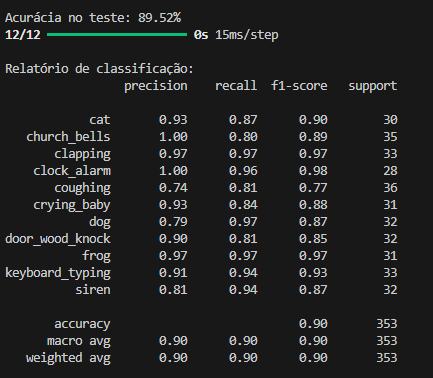 Acurácia no teste: 89.52%
12/12 ━━━━━━━━━━━━━━━━━━━━ 0s 15ms/step
Relatório de classificação:
precision recall f1-score support
cat 0.93 0.87 0.90 30
church_bells 1.00 0.80 0.89 35
clapping 0.97 0.97 0.97 33
clock_alarm 1.00 0.96 0.98 28
coughing 0.74 0.81 0.77 36
crying_baby 0.93 0.84 0.88 31
dog 0.79 0.97 0.87 32
door_wood_knock 0.90 0.81 0.85 32
frog 0.97 0.97 0.97 31
keyboard_typing 0.91 0.94 0.93 33
siren 0.81 0.94 0.87 32
accuracy 0.90 353
macro avg 0.90 0.90 0.90 353
weighted avg 0.90 0.90 0.90 353